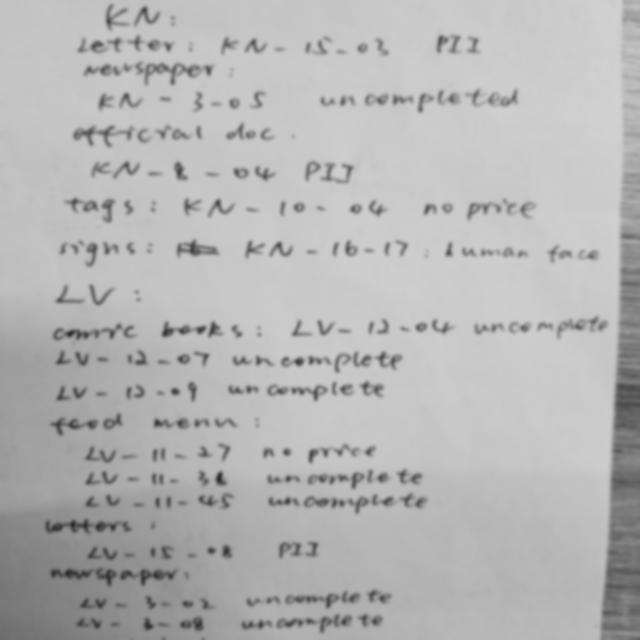 KN:
Letter: KN-15-03 PII
Newspaper:
KN-3-05 uncompleted
official doc.
KN-8-04 PII
tags: KN-10-04 no price
signs: KN-16-17: human face
LV:
comic books: LV-12-04 uncomplete
LV-12-07 uncomplete
LV-12-09 uncomplete
food menu:
LV-11-27 no price
LV-11-36 uncomplete
LV-11-45 uncomplete
letters:
LV-15-08 PII
newspaper:
LV-3-02 uncomplete
LV-3-08 uncomplete